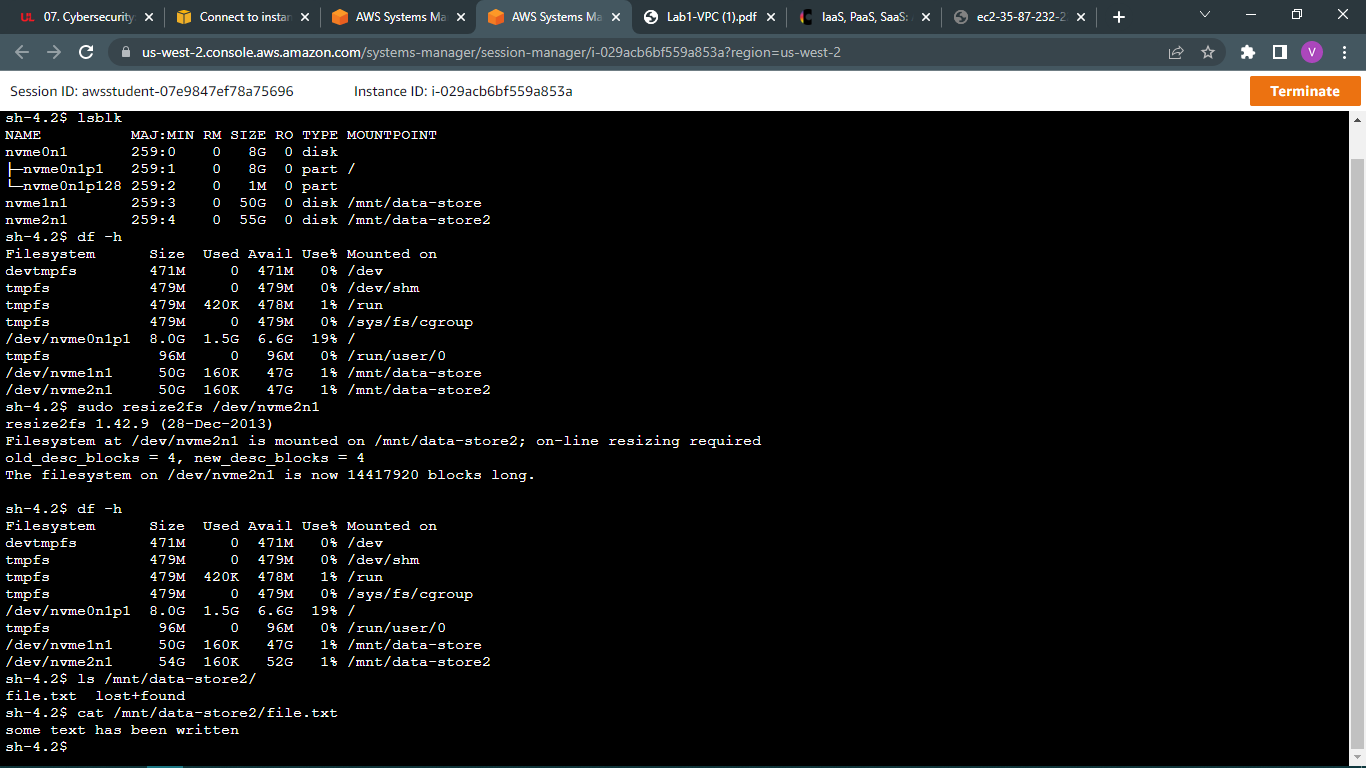 07. Cybersecurity
Connect to instan
AWS Systems Ma
AWS Systems Ma
Lab1-VPC (1).pdf
IaaS, PaaS, SaaS:
ec2-35-87-232-2
us-west-2.console.aws.amazon.com/systems-manager/session-manager/i-029acb6bf559a853a?region=us-west-2
V
Session ID: awsstudent-07e9847ef78a75696 Instance ID: i-029acb6bf559a853a Terminate
sh-4.2$ lsblk
NAME          MAJ:MIN RM SIZE RO TYPE MOUNTPOINT
nvme0n1       259:0    0   8G  0 disk
├─nvme0n1p1   259:1    0   8G  0 part /
└─nvme0n1p128 259:2    0   1M  0 part
nvme1n1       259:3    0  50G  0 disk /mnt/data-store
nvme2n1       259:4    0  55G  0 disk /mnt/data-store2
sh-4.2$ df -h
Filesystem      Size  Used Avail Use% Mounted on
devtmpfs        471M     0  471M   0% /dev
tmpfs           479M     0  479M   0% /dev/shm
tmpfs           479M  420K  478M   1% /run
tmpfs           479M     0  479M   0% /sys/fs/cgroup
/dev/nvme0n1p1  8.0G  1.5G  6.6G  19% /
tmpfs            96M     0   96M   0% /run/user/0
/dev/nvme1n1     50G  160K   47G   1% /mnt/data-store
/dev/nvme2n1     50G  160K   47G   1% /mnt/data-store2
sh-4.2$ sudo resize2fs /dev/nvme2n1
resize2fs 1.42.9 (28-Dec-2013)
Filesystem at /dev/nvme2n1 is mounted on /mnt/data-store2; on-line resizing required
old_desc_blocks = 4, new_desc_blocks = 4
The filesystem on /dev/nvme2n1 is now 14417920 blocks long.
sh-4.2$ df -h
Filesystem      Size  Used Avail Use% Mounted on
devtmpfs        471M     0  471M   0% /dev
tmpfs           479M     0  479M   0% /dev/shm
tmpfs           479M  420K  478M   1% /run
tmpfs           479M     0  479M   0% /sys/fs/cgroup
/dev/nvme0n1p1  8.0G  1.5G  6.6G  19% /
tmpfs            96M     0   96M   0% /run/user/0
/dev/nvme1n1     50G  160K   47G   1% /mnt/data-store
/dev/nvme2n1     54G  160K   52G   1% /mnt/data-store2
sh-4.2$ ls /mnt/data-store2/
file.txt  lost+found
sh-4.2$ cat /mnt/data-store2/file.txt
some text has been written
sh-4.2$